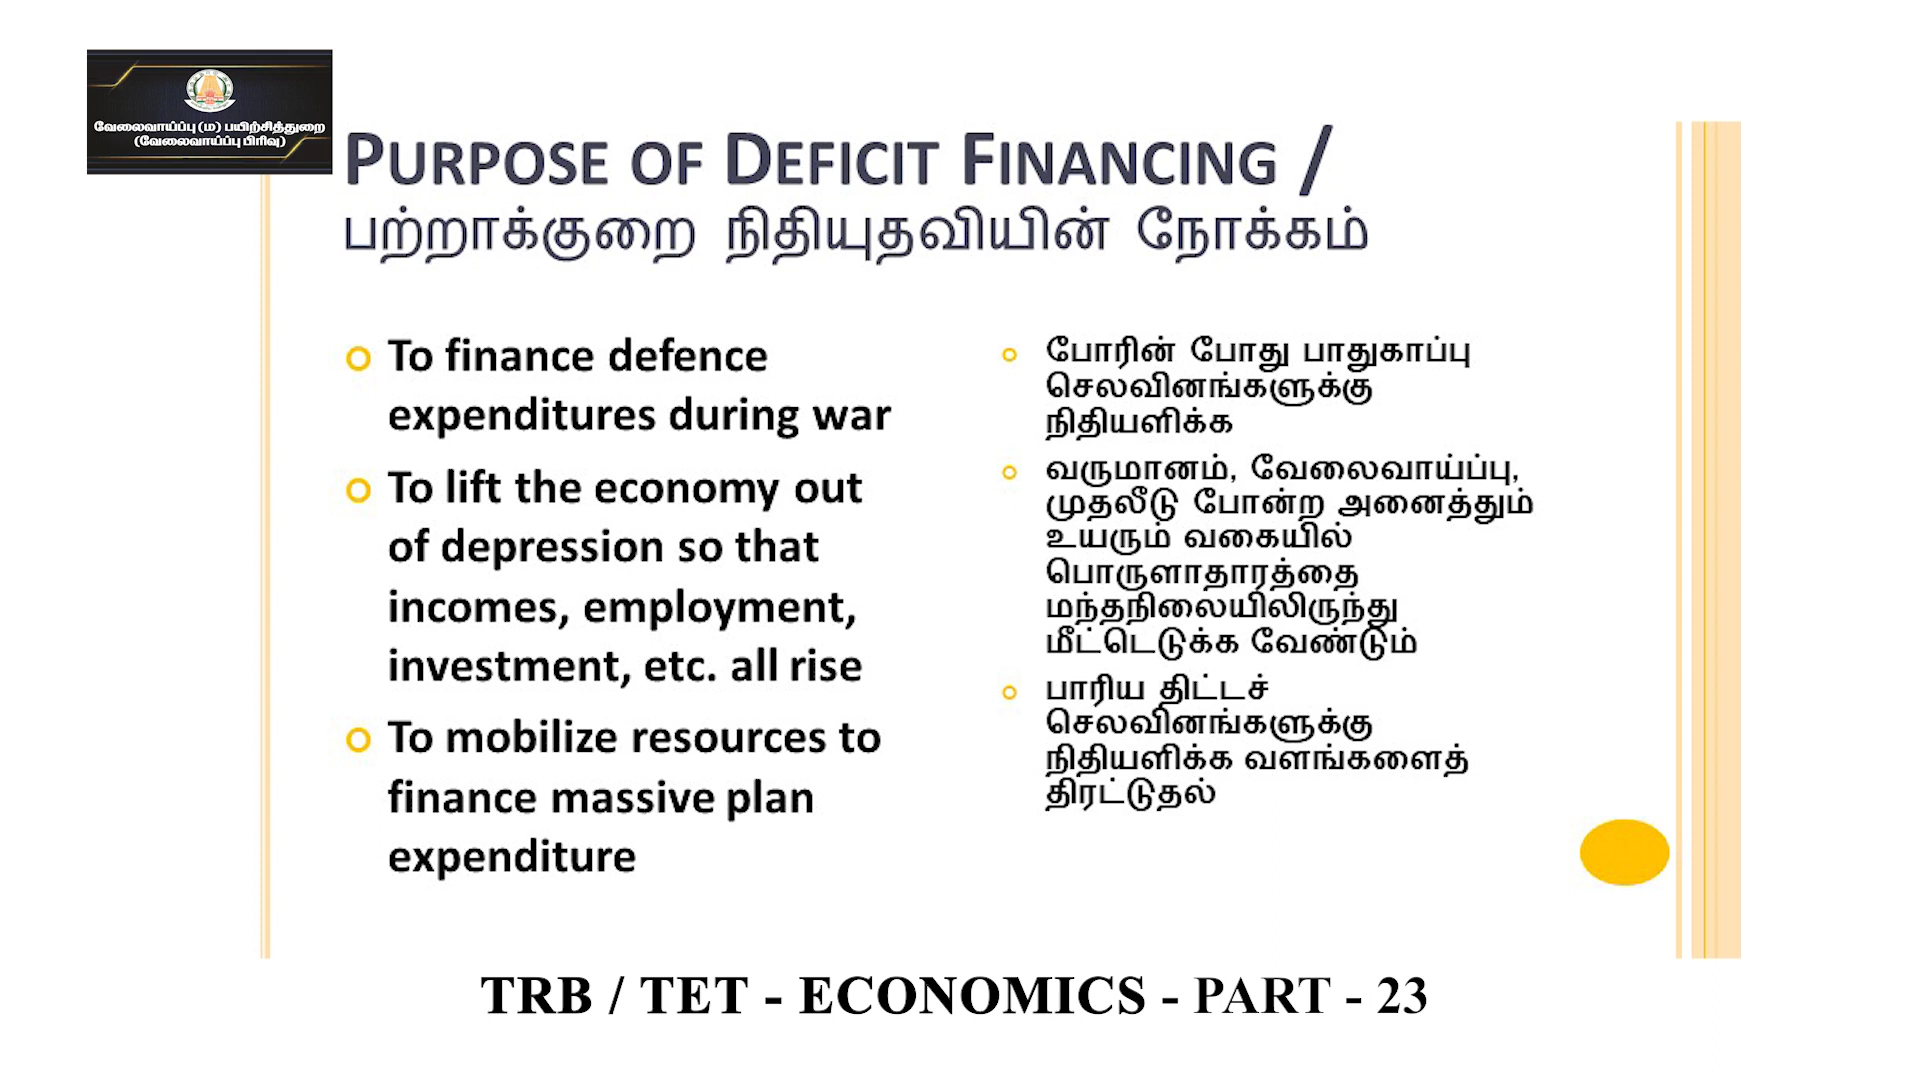 வேலைவாய்ப்பு (ம) பயிற்சித்துறை
(வேலைவாய்ப்பு பிரிவு)
PURPOSE OF DEFICIT FINANCING /
பற்றாக்குறை நிதியுதவியின் நோக்கம்
To finance defence
expenditures during war
To lift the economy out
of depression so that
incomes, employment,
investment, etc. all rise
To mobilize resources to
finance massive plan
expenditure
போரின் போது பாதுகாப்பு
செலவினங்களுக்கு
நிதியளிக்க
வருமானம், வேலைவாய்ப்பு,
முதலீடு போன்ற அனைத்தும்
உயரும் வகையில்
பொருளாதாரத்தை
மந்தநிலையிலிருந்து
மீட்டெடுக்க வேண்டும்
பாரிய திட்டச்
செலவினங்களுக்கு
நிதியளிக்க வளங்களைத்
திரட்டுதல்
TRB / TET - ECONOMICS - PART - 23